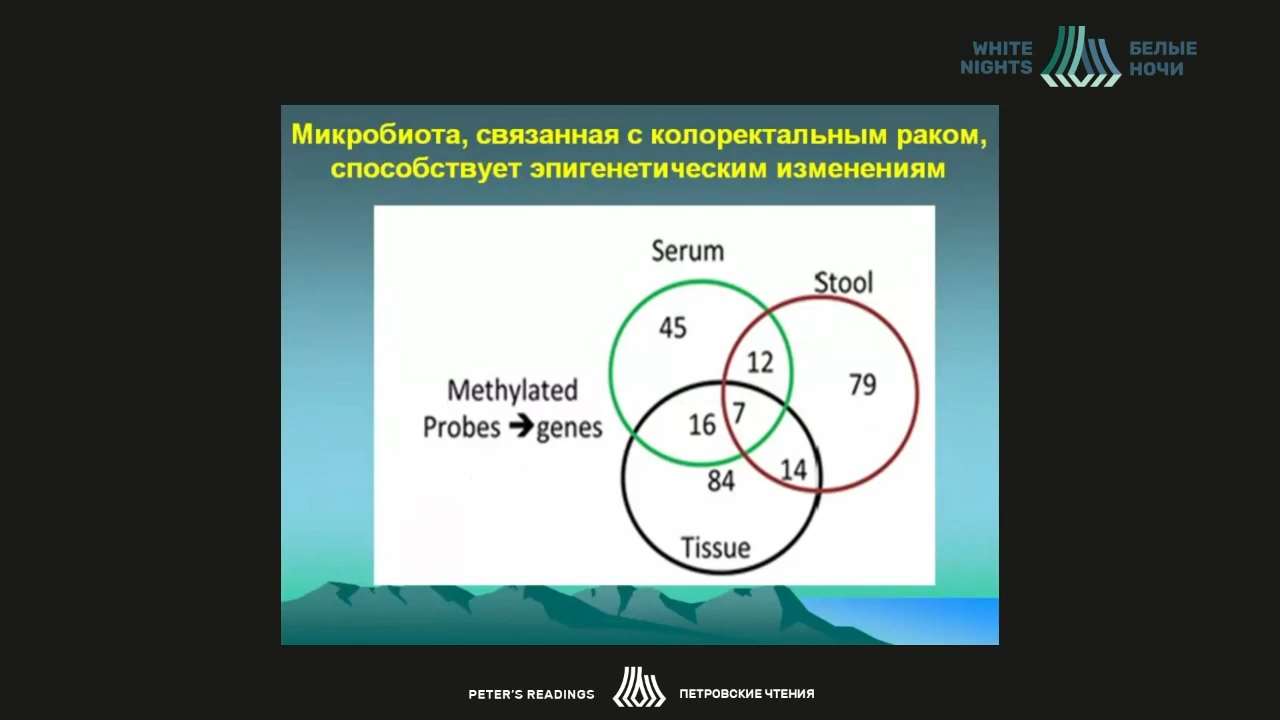 WHITE
NIGHTS
БЕЛЫЕ
НОЧИ
Микробиота, связанная с колоректальным раком,
способствует эпигенетическим изменениям
Serum
Stool
45
12
79
Methylated
Probes ➔genes
16
7
14
84
Tissue
PETER'S READINGS
ПЕТРОВСКИЕ ЧТЕНИЯ